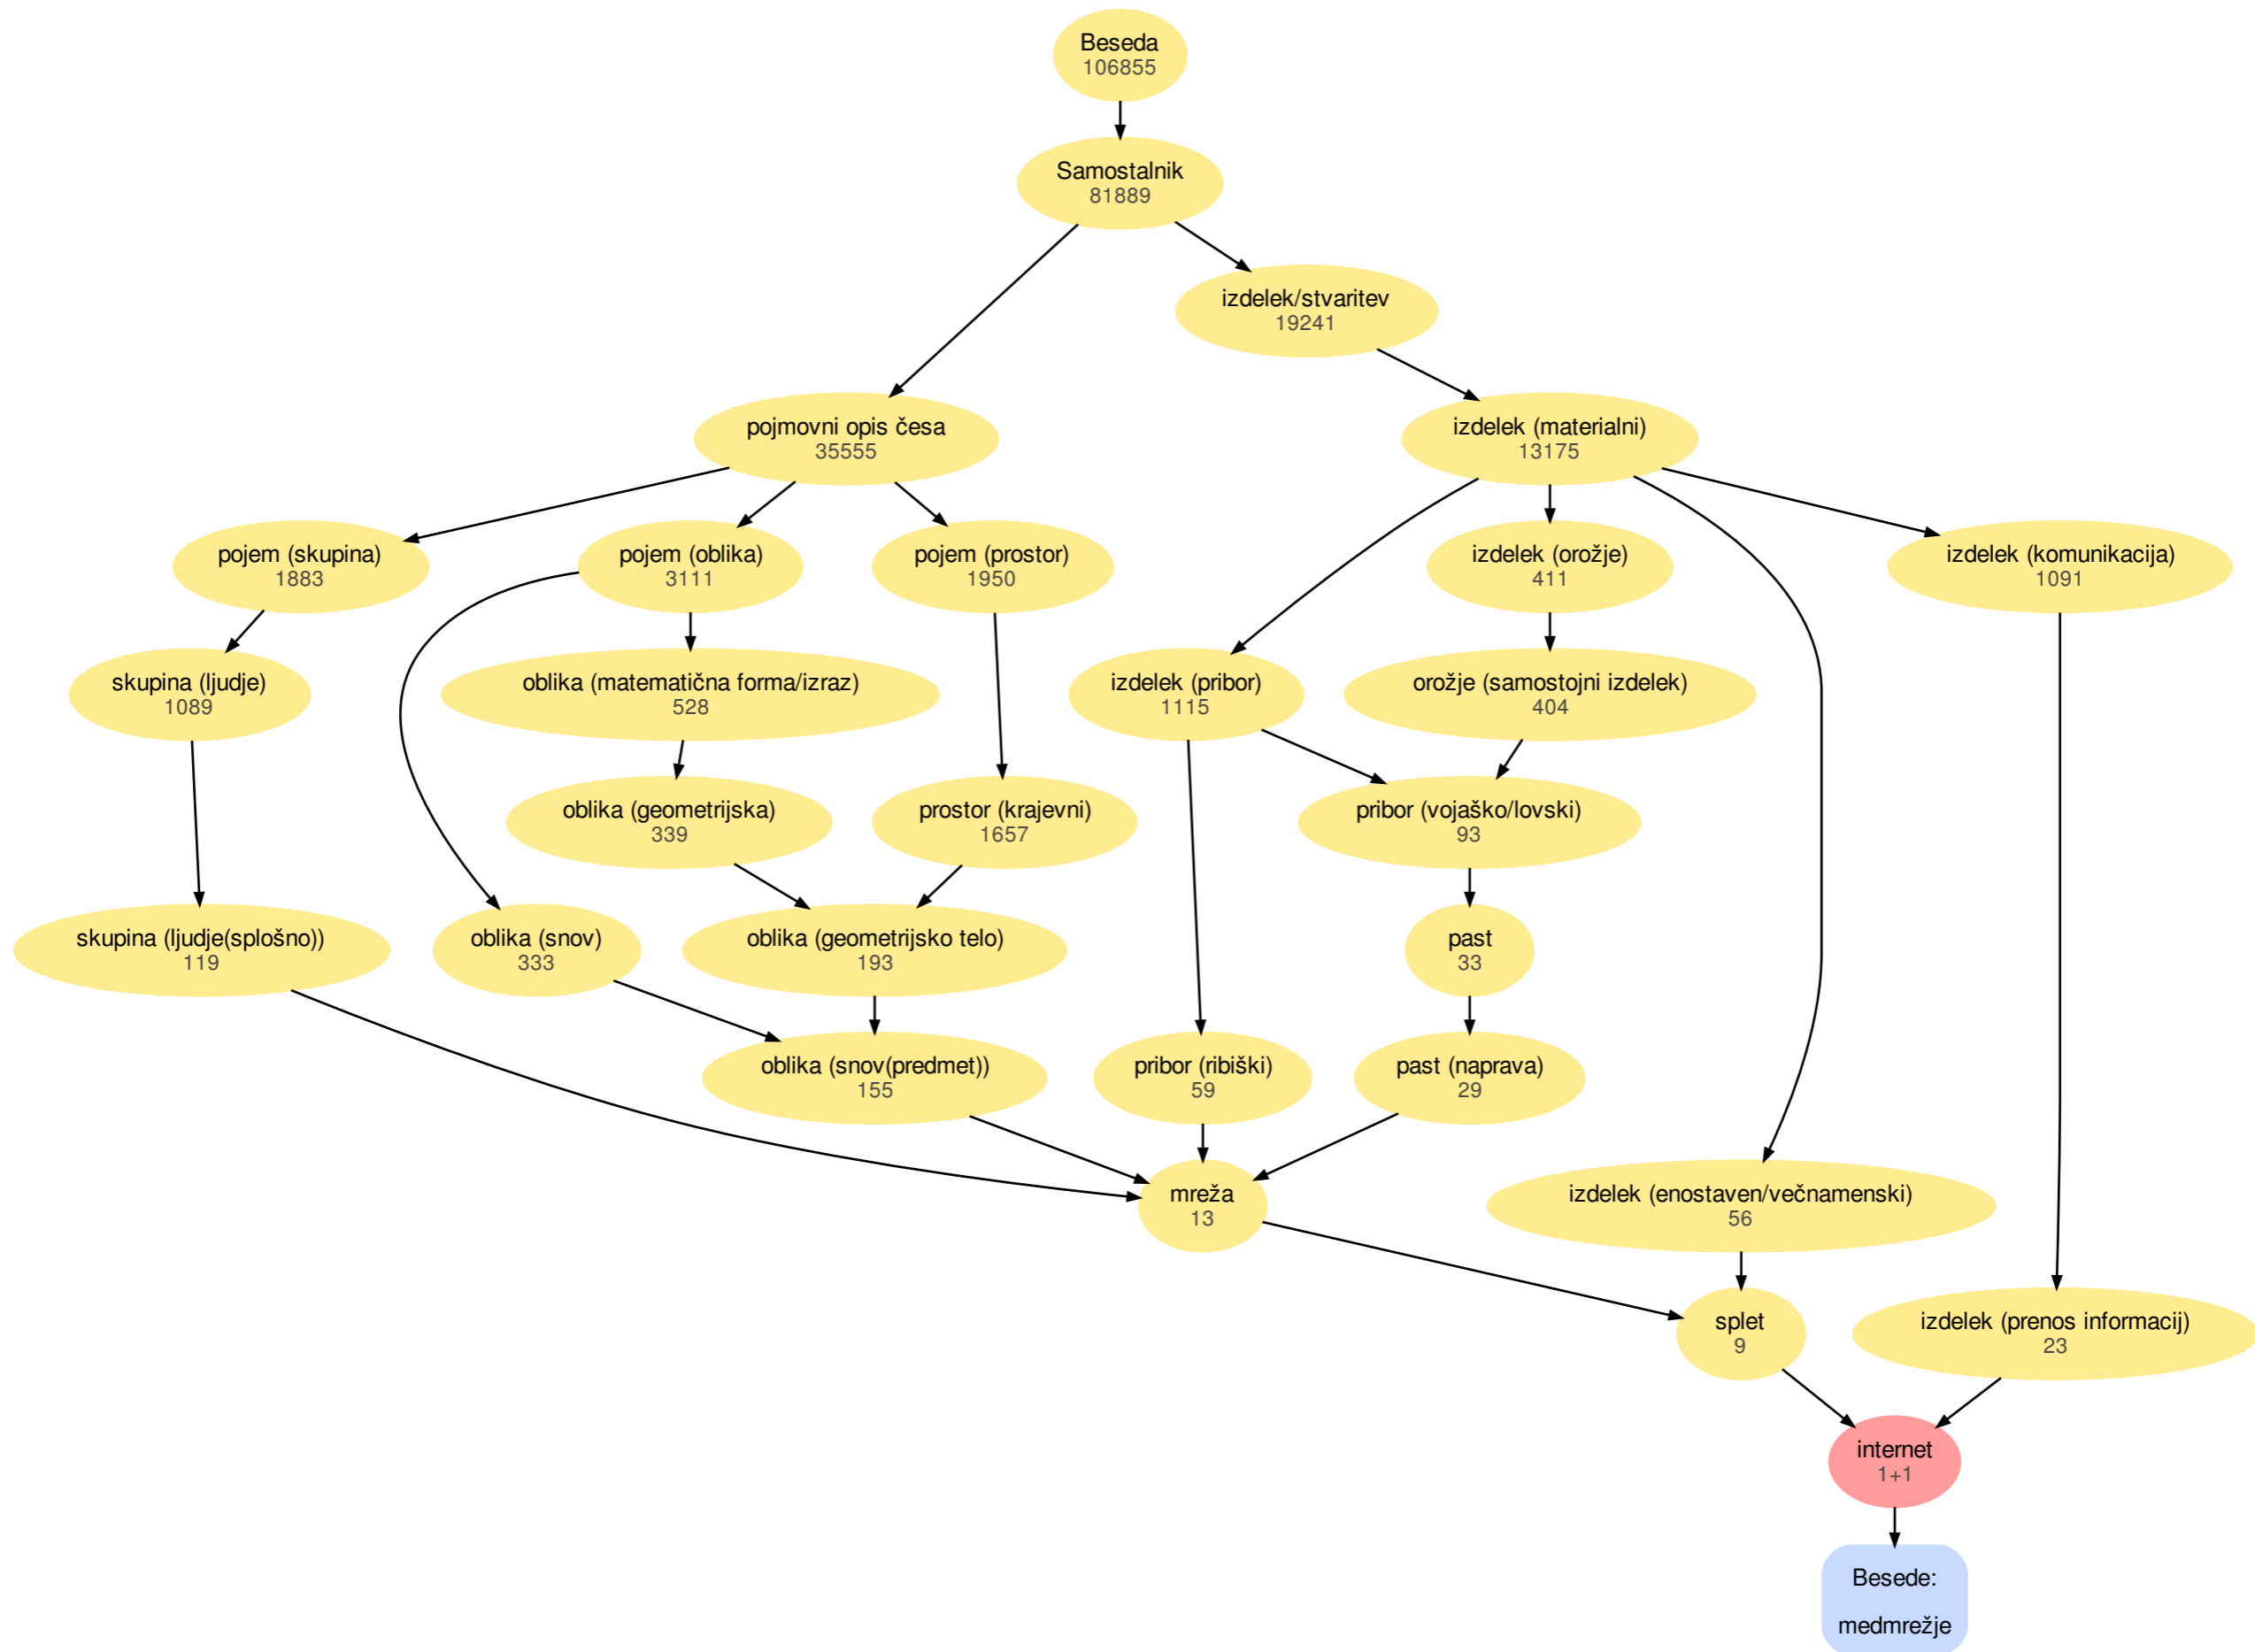 Beseda
106855
Samostalnik
81889
izdelek/stvaritev
19241
pojmovni opis česa
35555
izdelek (materialni)
13175
pojem (skupina)
1883
pojem (oblika)
3111
pojem (prostor)
1950
izdelek (orožje)
411
izdelek (komunikacija)
1091
skupina (ljudje)
1089
oblika (matematična forma/izraz)
528
izdelek (pribor)
1115
orožje (samostojni izdelek)
404
oblika (geometrijska)
339
prostor (krajevni)
1657
pribor (vojaško/lovski)
93
skupina (ljudje(splošno))
119
oblika (snov)
333
oblika (geometrijsko telo)
193
past
33
oblika (snov(predmet))
155
pribor (ribiški)
59
past (naprava)
29
mreža
13
izdelek (enostaven/večnamenski)
56
splet
9
izdelek (prenos informacij)
23
internet
1+1
Besede:
medmrežje